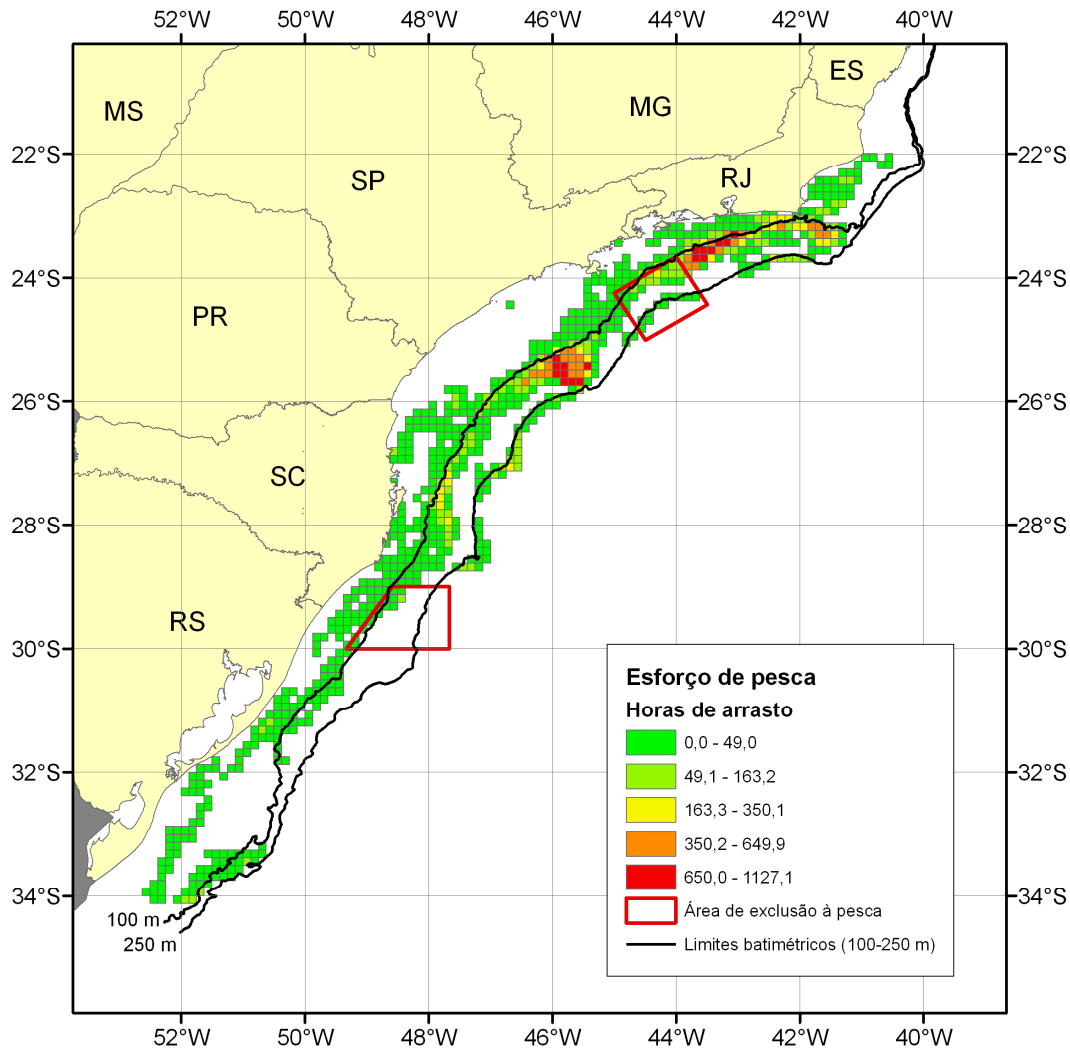 52°W 50°W 48°W 46°W 44°W 42°W 40°W
ES
MS
MG
22°S 22°S
SP
RJ
24°S 24°S
PR
26°S 26°S
SC
28°S 28°S
RS
30°S 30°S
Esforço de pesca
Horas de arrasto
0,0 - 49,0
32°S 32°S
49,1 - 163,2
163,3 - 350,1
350,2 - 649,9
650,0 - 1127,1
34°S 34°S
Área de exclusão à pesca
100 m
250 m
Limites batimétricos (100-250 m)
52°W 50°W 48°W 46°W 44°W 42°W 40°W